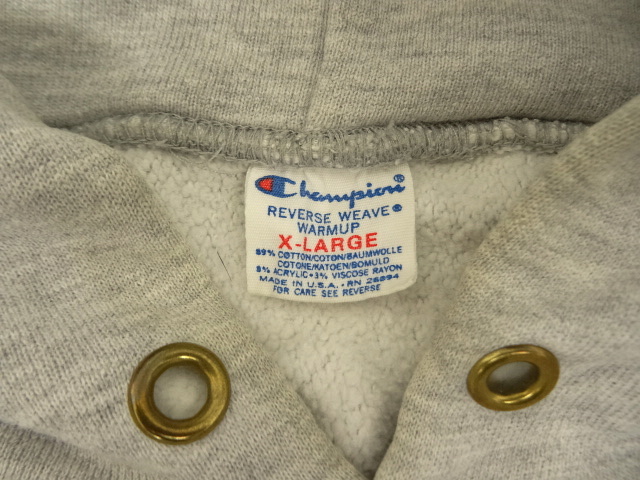 Champion®
REVERSE WEAVE®
WARMUP
X-LARGE
89% COTTON/COTON/BAUMWOLLE
COTONE/KATOEN/BOMULD
8% ACRYLIC • 3% VISCOSE RAYON
MADE IN U.S.A. • RN 26094
FOR CARE SEE REVERSE